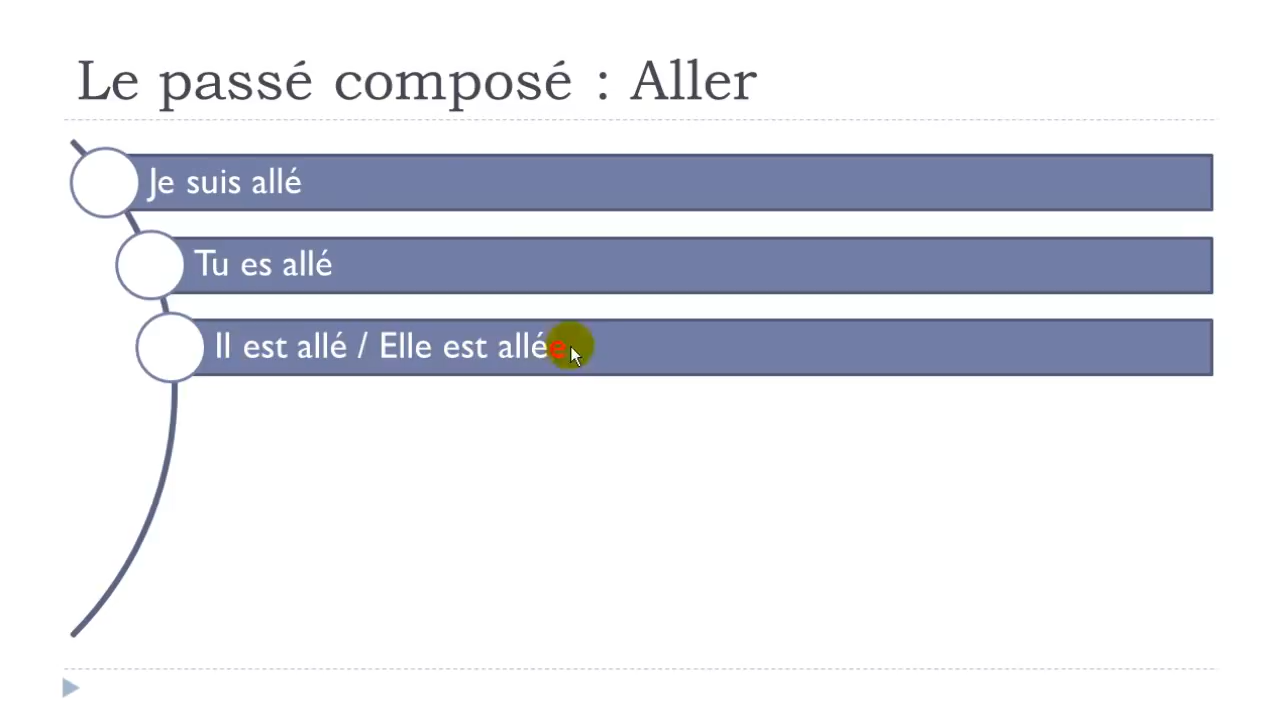 Le passé composé : Aller
Je suis allé
Tu es allé
Il est allé / Elle est allée